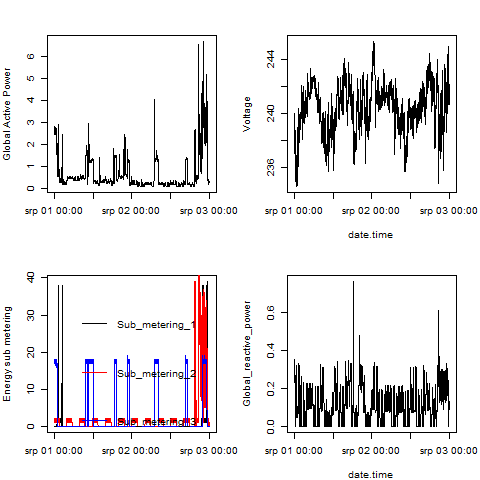 Global Active Power
0 1 2 3 4 5 6
srp 01 00:00 srp 02 00:00 srp 03 00:00
Voltage
236 240 244
srp 01 00:00 srp 02 00:00 srp 03 00:00
date.time
Energy sub metering
0 10 20 30 40
Sub_metering_1
Sub_metering_2
Sub_metering_3
srp 01 00:00 srp 02 00:00 srp 03 00:00
Global_reactive_power
0.0 0.2 0.4 0.6
srp 01 00:00 srp 02 00:00 srp 03 00:00
date.time